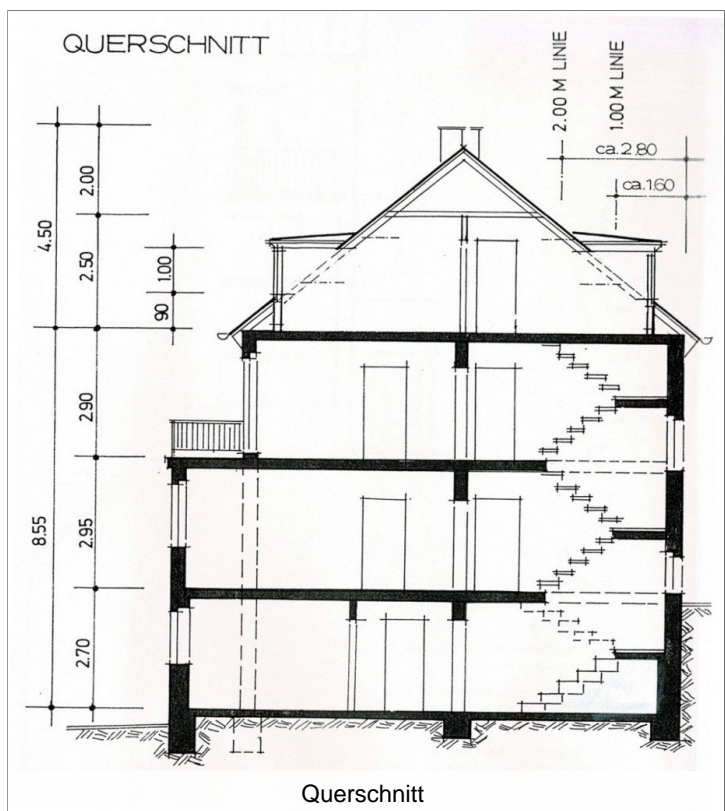 QUERSCHNITT
2.00 M LINIE
1.00 M LINIE
ca.2.80
ca.1.60
4.50
2.00
2.50
1.00
90
8.55
2.90
2.95
2.70
Querschnitt